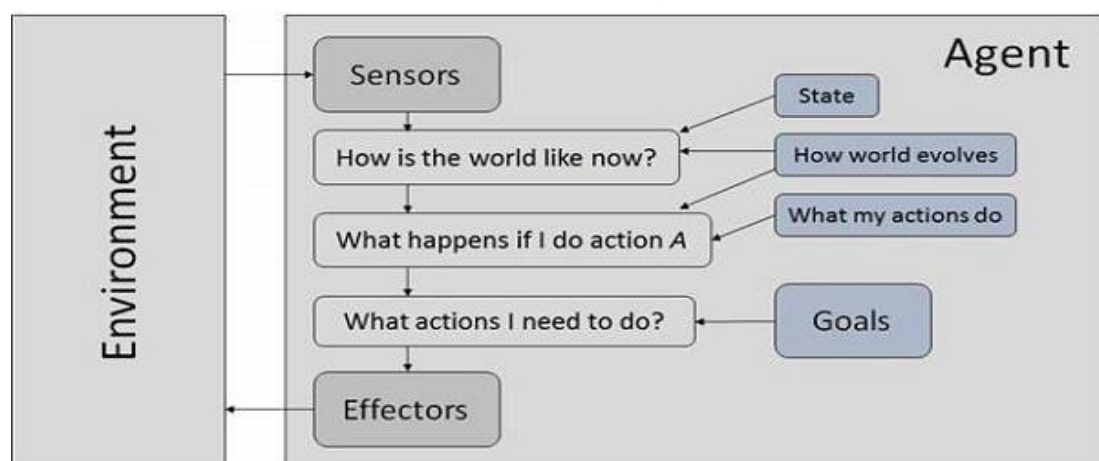 Environment
Agent
Sensors
State
How is the world like now?
How world evolves
What my actions do
What happens if I do action A
What actions I need to do?
Goals
Effectors